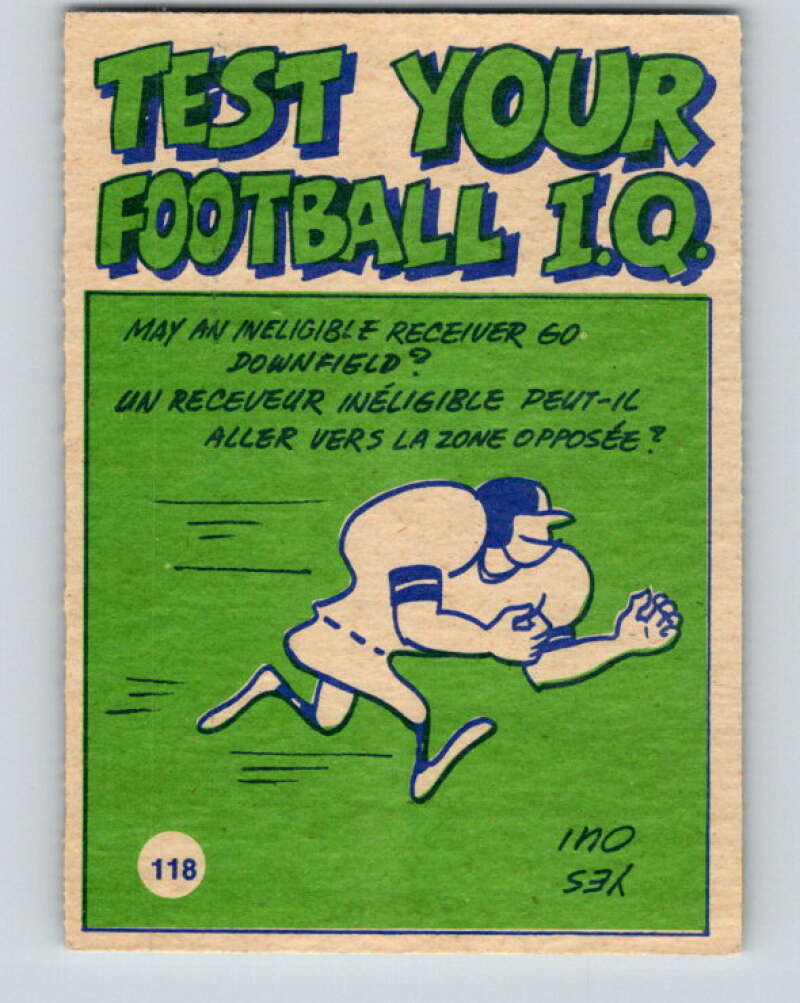 TEST YOUR
FOOTBALL I.Q.
MAY AN INELIGIBLE RECEIVER GO
DOWNFIELD?
UN RECEVEUR INÉLIGIBLE PEUT-IL
ALLER VERS LA ZONE OPPOSÉE?
118
YES
OUI